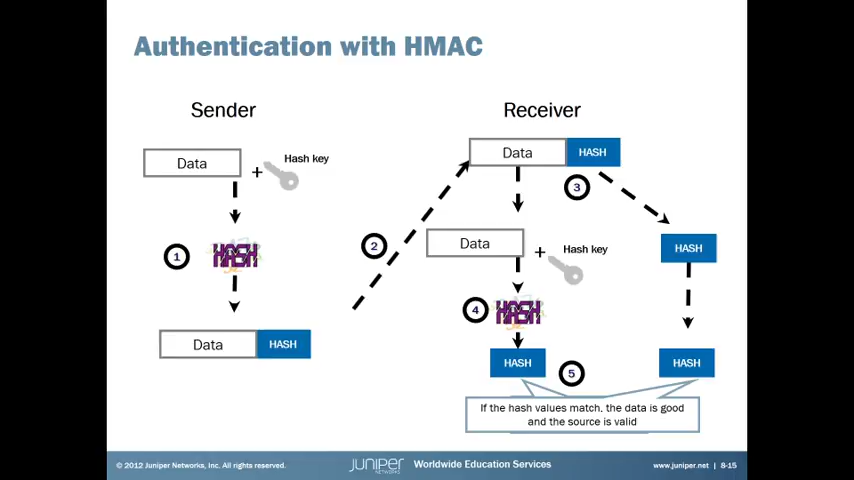 Authentication with HMAC
Sender
Receiver
Data
+
Hash key
Data
HASH
3
2
Data
+
Hash key
HASH
1
HASH
4
HASH
Data
HASH
HASH
5
HASH
If the hash values match, the data is good
and the source is valid
© 2012 Juniper Networks, Inc. All rights reserved.
JUNIPER
NETWORKS
Worldwide Education Services
www.juniper.net | 8-15